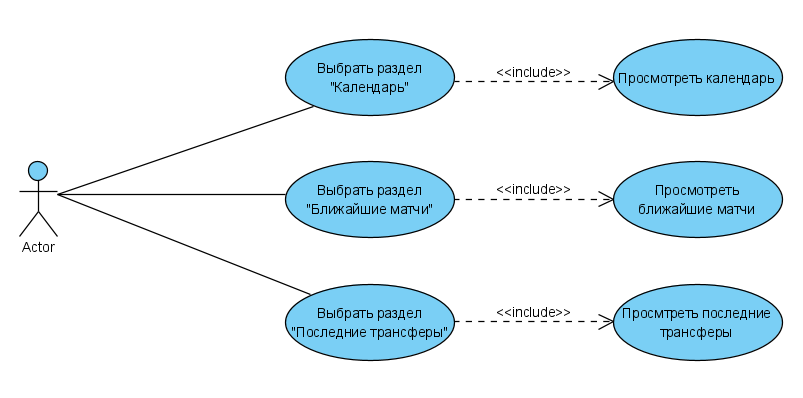 Выбрать раздел
"Календарь"
<<include>>
Просмотреть календарь
Выбрать раздел
"Ближайшие матчи"
<<include>>
Просмотреть
ближайшие матчи
Actor
Выбрать раздел
"Последние трансферы"
<<include>>
Просмтреть последние
трансферы